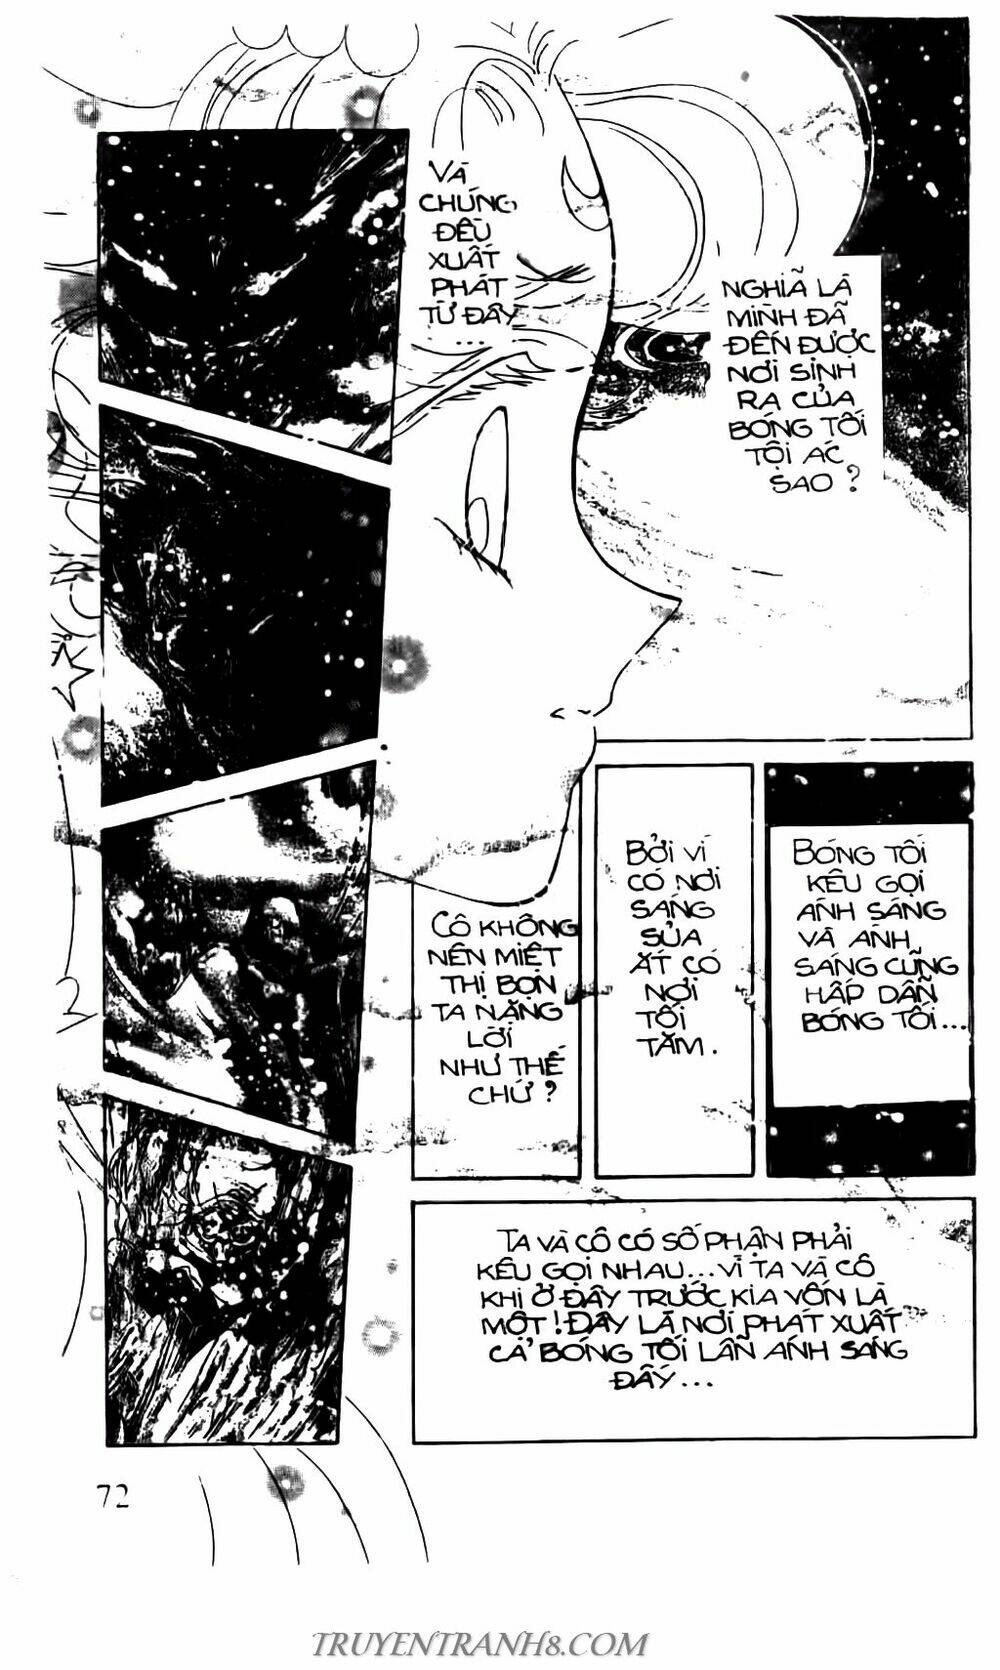 NGHIÃ LÀ
MÌNH ĐÃ
ĐẾN ĐƯỢC
NƠI SINH
RA CỦA
BÓNG TỐI
TỘI ÁC
SAO?
VÀ
CHÚNG
ĐỀU
XUẤT
PHÁT
TỪ ĐÂY
...
BÓNG TỐI
KÊU GỌI
ÁNH SÁNG
VÀ ÁNH
SÁNG CŨNG
HẤP DẪN
BÓNG TỐI...
BỞI VÌ
CÓ NƠI
SÁNG
SỦA
ẮT CÓ
NƠI
TỐI
TĂM.
CÔ KHÔNG
NÊN MIỆT
THỊ BỌN
TA NẶNG
LỜI
NHƯ THẾ
CHỨ?
TA VÀ CÔ CÓ SỐ PHẬN PHẢI
KÊU GỌI NHAU...VÌ TA VÀ CÔ
KHI Ở ĐÂY TRƯỚC KIA VỐN LÀ
MỘT! ĐÂY LÀ NƠI PHÁT XUẤT
CẢ BÓNG TỐI LẪN ÁNH SÁNG
ĐẤY...
72
TRUYENTRANH8.COM